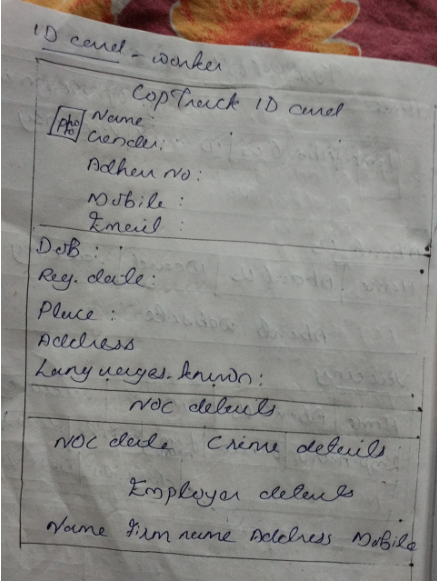 ID card - worker
CopTrack ID card
Photo
Name :
Gender :
Adhar No :
Mobile :
Email :
DoB :
Reg. date :
Place :
Address
Languages known :
NOC details
NOC date Crime details
Employer details
Name Firm name Address Mobile